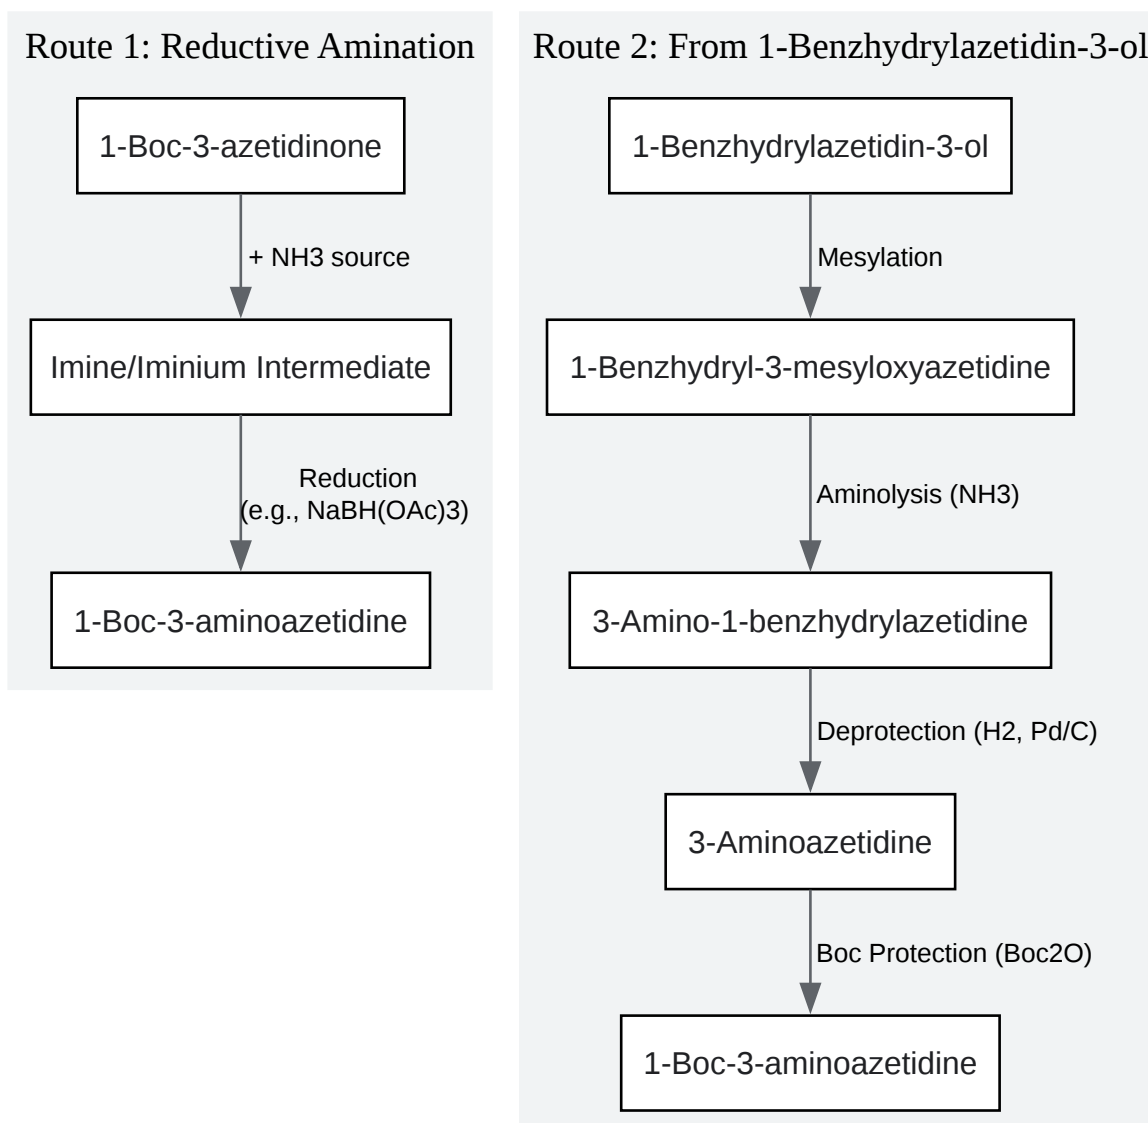 Route 1: Reductive Amination
1-Boc-3-azetidinone
+ NH3 source
Imine/Iminium Intermediate
Reduction
(e.g., NaBH(OAc)3)
1-Boc-3-aminoazetidine
Route 2: From 1-Benzhydrylazetidin-3-ol
1-Benzhydrylazetidin-3-ol
Mesylation
1-Benzhydryl-3-mesyloxyazetidine
Aminolysis (NH3)
3-Amino-1-benzhydrylazetidine
Deprotection (H2, Pd/C)
3-Aminoazetidine
Boc Protection (Boc2O)
1-Boc-3-aminoazetidine